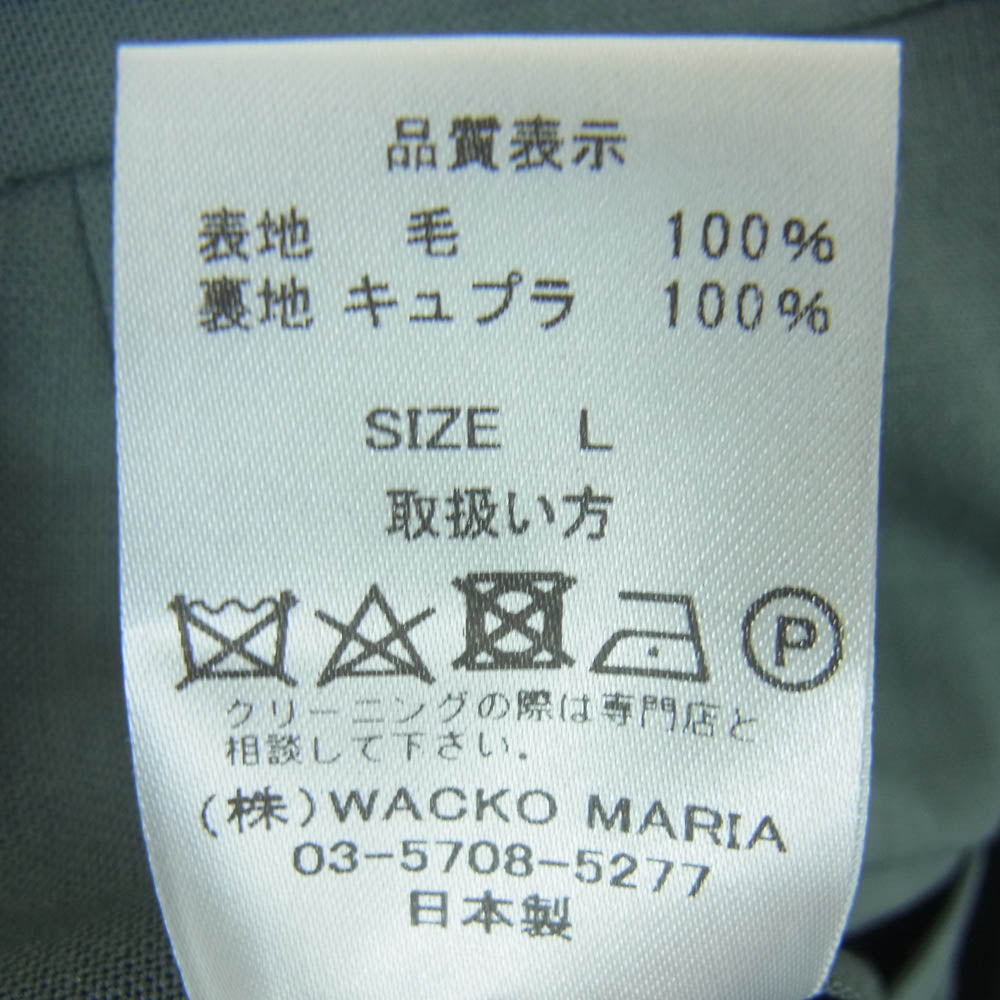 品質表示
表地 毛 100%
裏地 キュプラ 100%
SIZE L
取扱い方
P
クリーニングの際は専門店と
相談して下さい。
(株)WACKO MARIA
03-5708-5277
日本製